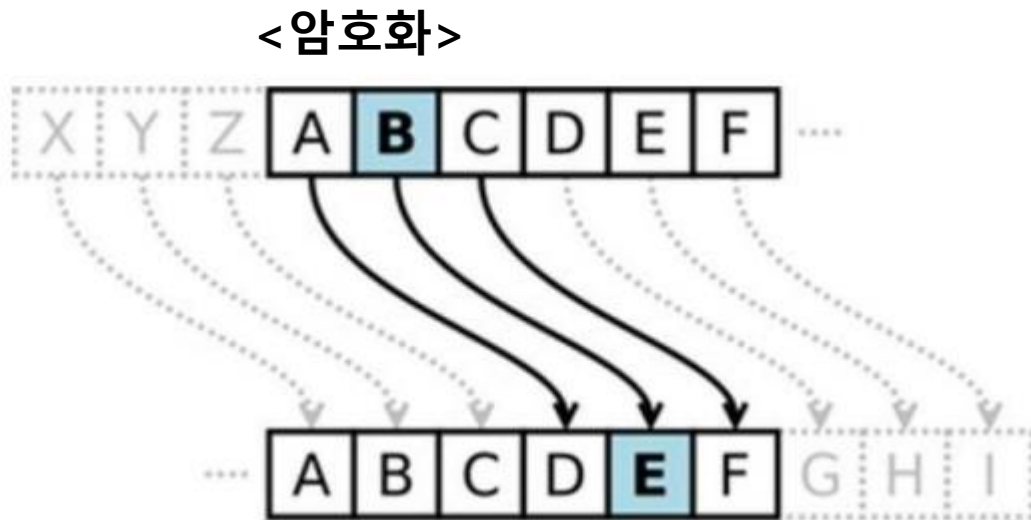 <암호화>
X Y Z A B C D E F ····
···· A B C D E F G H I